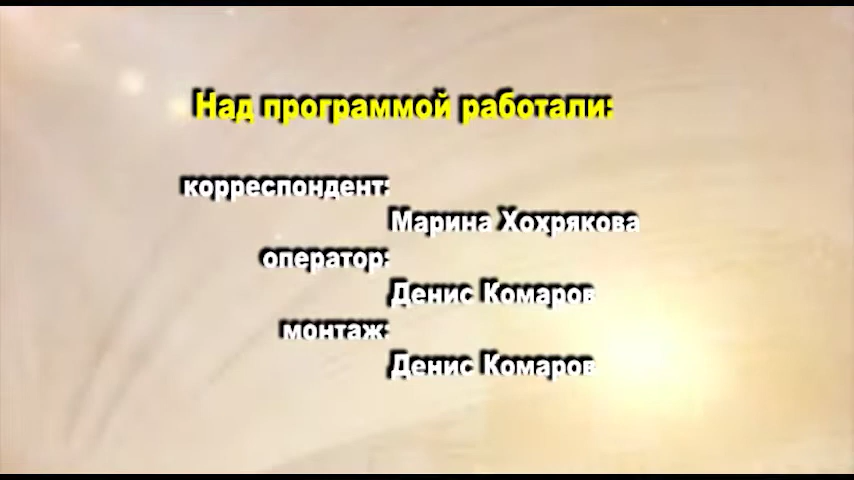 Над программой работали:
корреспондент:
Марина Хохрякова
оператор:
Денис Комаров
монтаж:
Денис Комаров